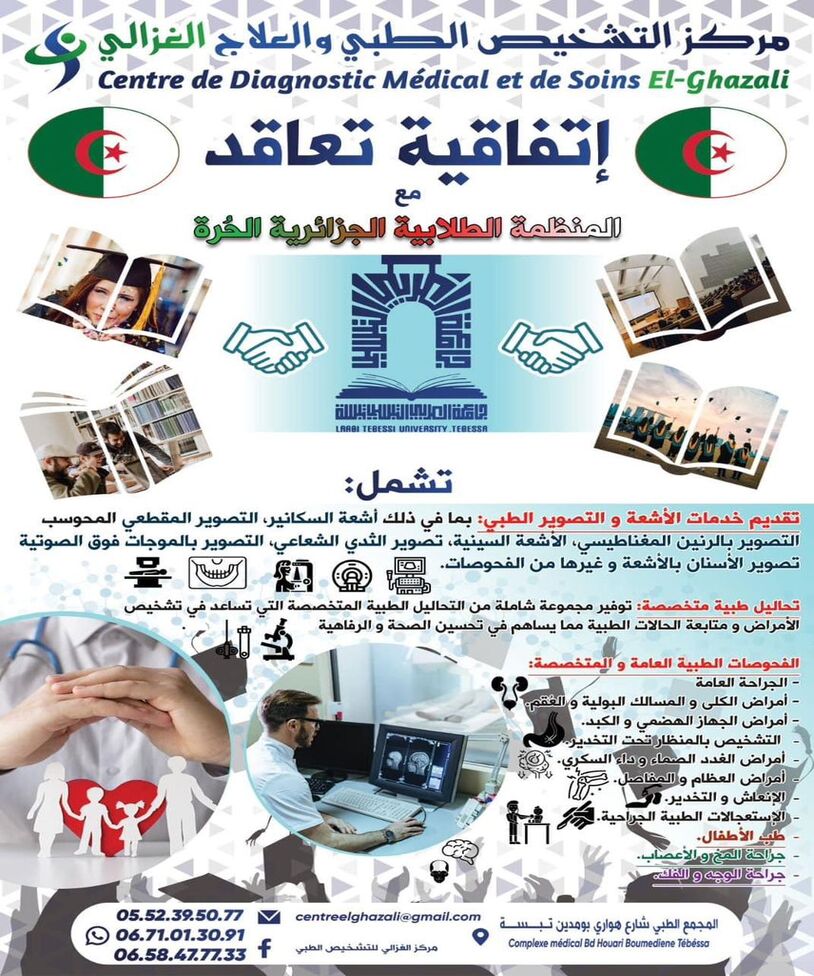 مركز التشخيص الطبي والعلاج الغزالي
Centre de Diagnostic Médical et de Soins El-Ghazali
إتفاقية تعاقد
مع
المنظمة الطلابية الجزائرية الحُرة
جامعة العربي التبسي تبسة
LARBI TEBESSI UNIVERSITY .TEBESSA
تشمل:
تقديم خدمات الأشعة و التصوير الطبي: بما في ذلك أشعة السكانير، التصوير المقطعي المحوسب
التصوير بالرنين المغناطيسي، الأشعة السينية، تصوير الثدي الشعاعي، التصوير بالموجات فوق الصوتية
تصوير الأسنان بالأشعة و غيرها من الفحوصات.
تحاليل طبية متخصصة: توفير مجموعة شاملة من التحاليل الطبية المتخصصة التي تساعد في تشخيص
الأمراض و متابعة الحالات الطبية مما يساهم في تحسين الصحة و الرفاهية
الفحوصات الطبية العامة و المتخصصة:
- الجراحة العامة
- أمراض الكلى و المسالك البولية و العُقم.
- أمراض الجهاز الهضمي و الكبد.
- التشخيص بالمنظار تحت التخدير.
- أمراض الغدد الصماء و داء السكري.
- أمراض العظام و المفاصل.
- الإنعاش و التخدير.
- الإستعجالات الطبية الجراحية.
- طب الأطفال.
- جراحة المخ و الأعصاب.
- جراحة الوجه و الفك.
05.52.39.50.77
06.71.01.30.91
06.58.47.77.33
centreelghazali@gmail.com
مركز الغزالي للتشخيص الطبي
المجمع الطبي شارع هواري بومدين تبسة
Complexe médical Bd Houari Boumediene Tébéssa